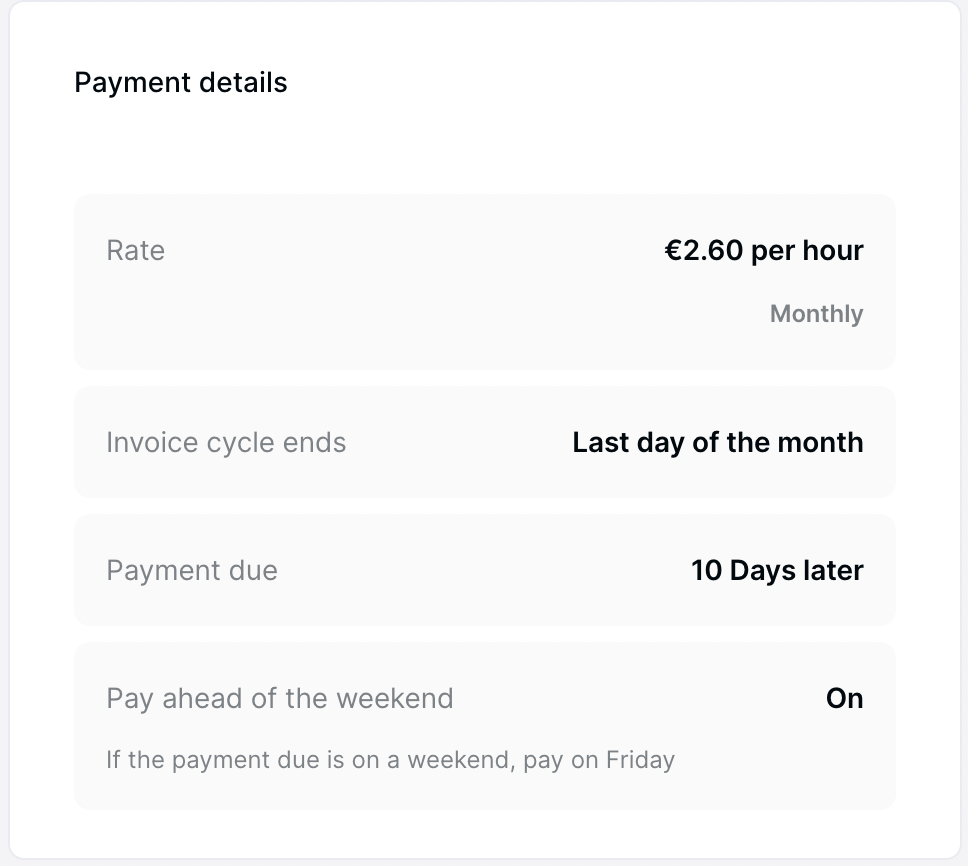 Payment details
Rate
€2.60 per hour
Monthly
Invoice cycle ends
Last day of the month
Payment due
10 Days later
Pay ahead of the weekend
On
If the payment due is on a weekend, pay on Friday